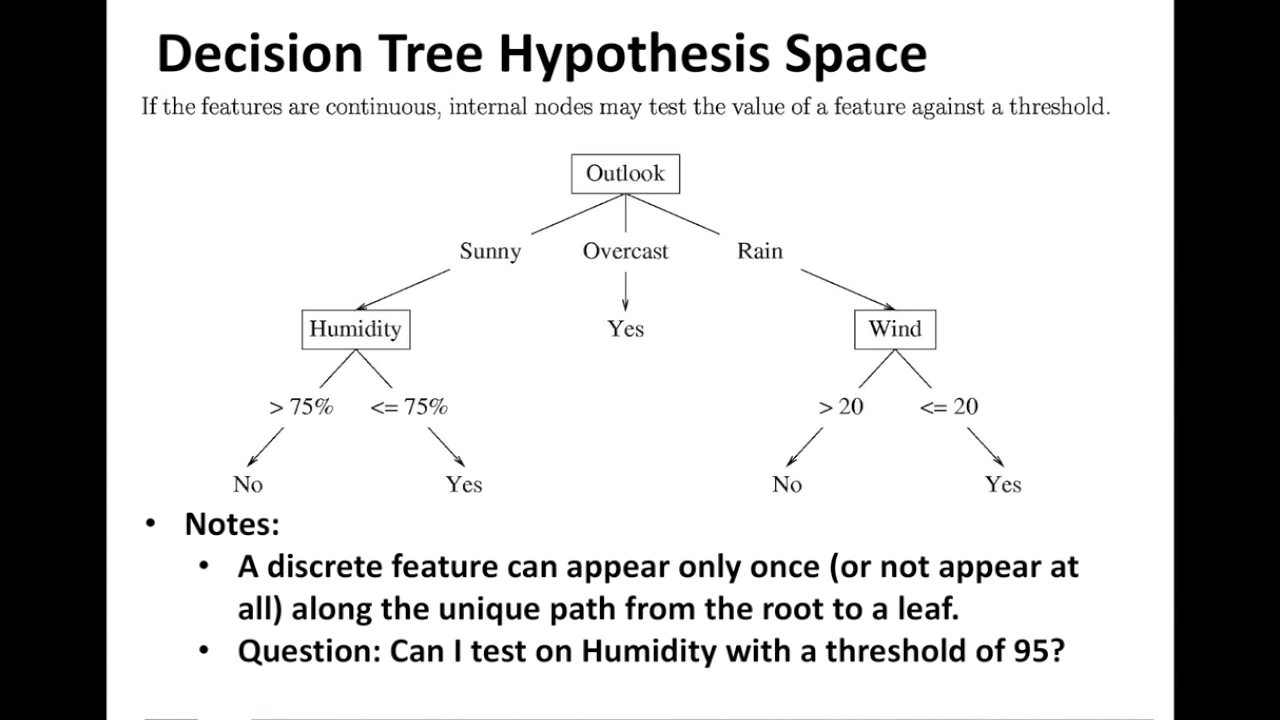 Decision Tree Hypothesis Space
If the features are continuous, internal nodes may test the value of a feature against a threshold.
Outlook
Sunny Overcast Rain
Humidity Yes Wind
> 75% <= 75% > 20 <= 20
No Yes No Yes
• Notes:
• A discrete feature can appear only once (or not appear at
all) along the unique path from the root to a leaf.
• Question: Can I test on Humidity with a threshold of 95?